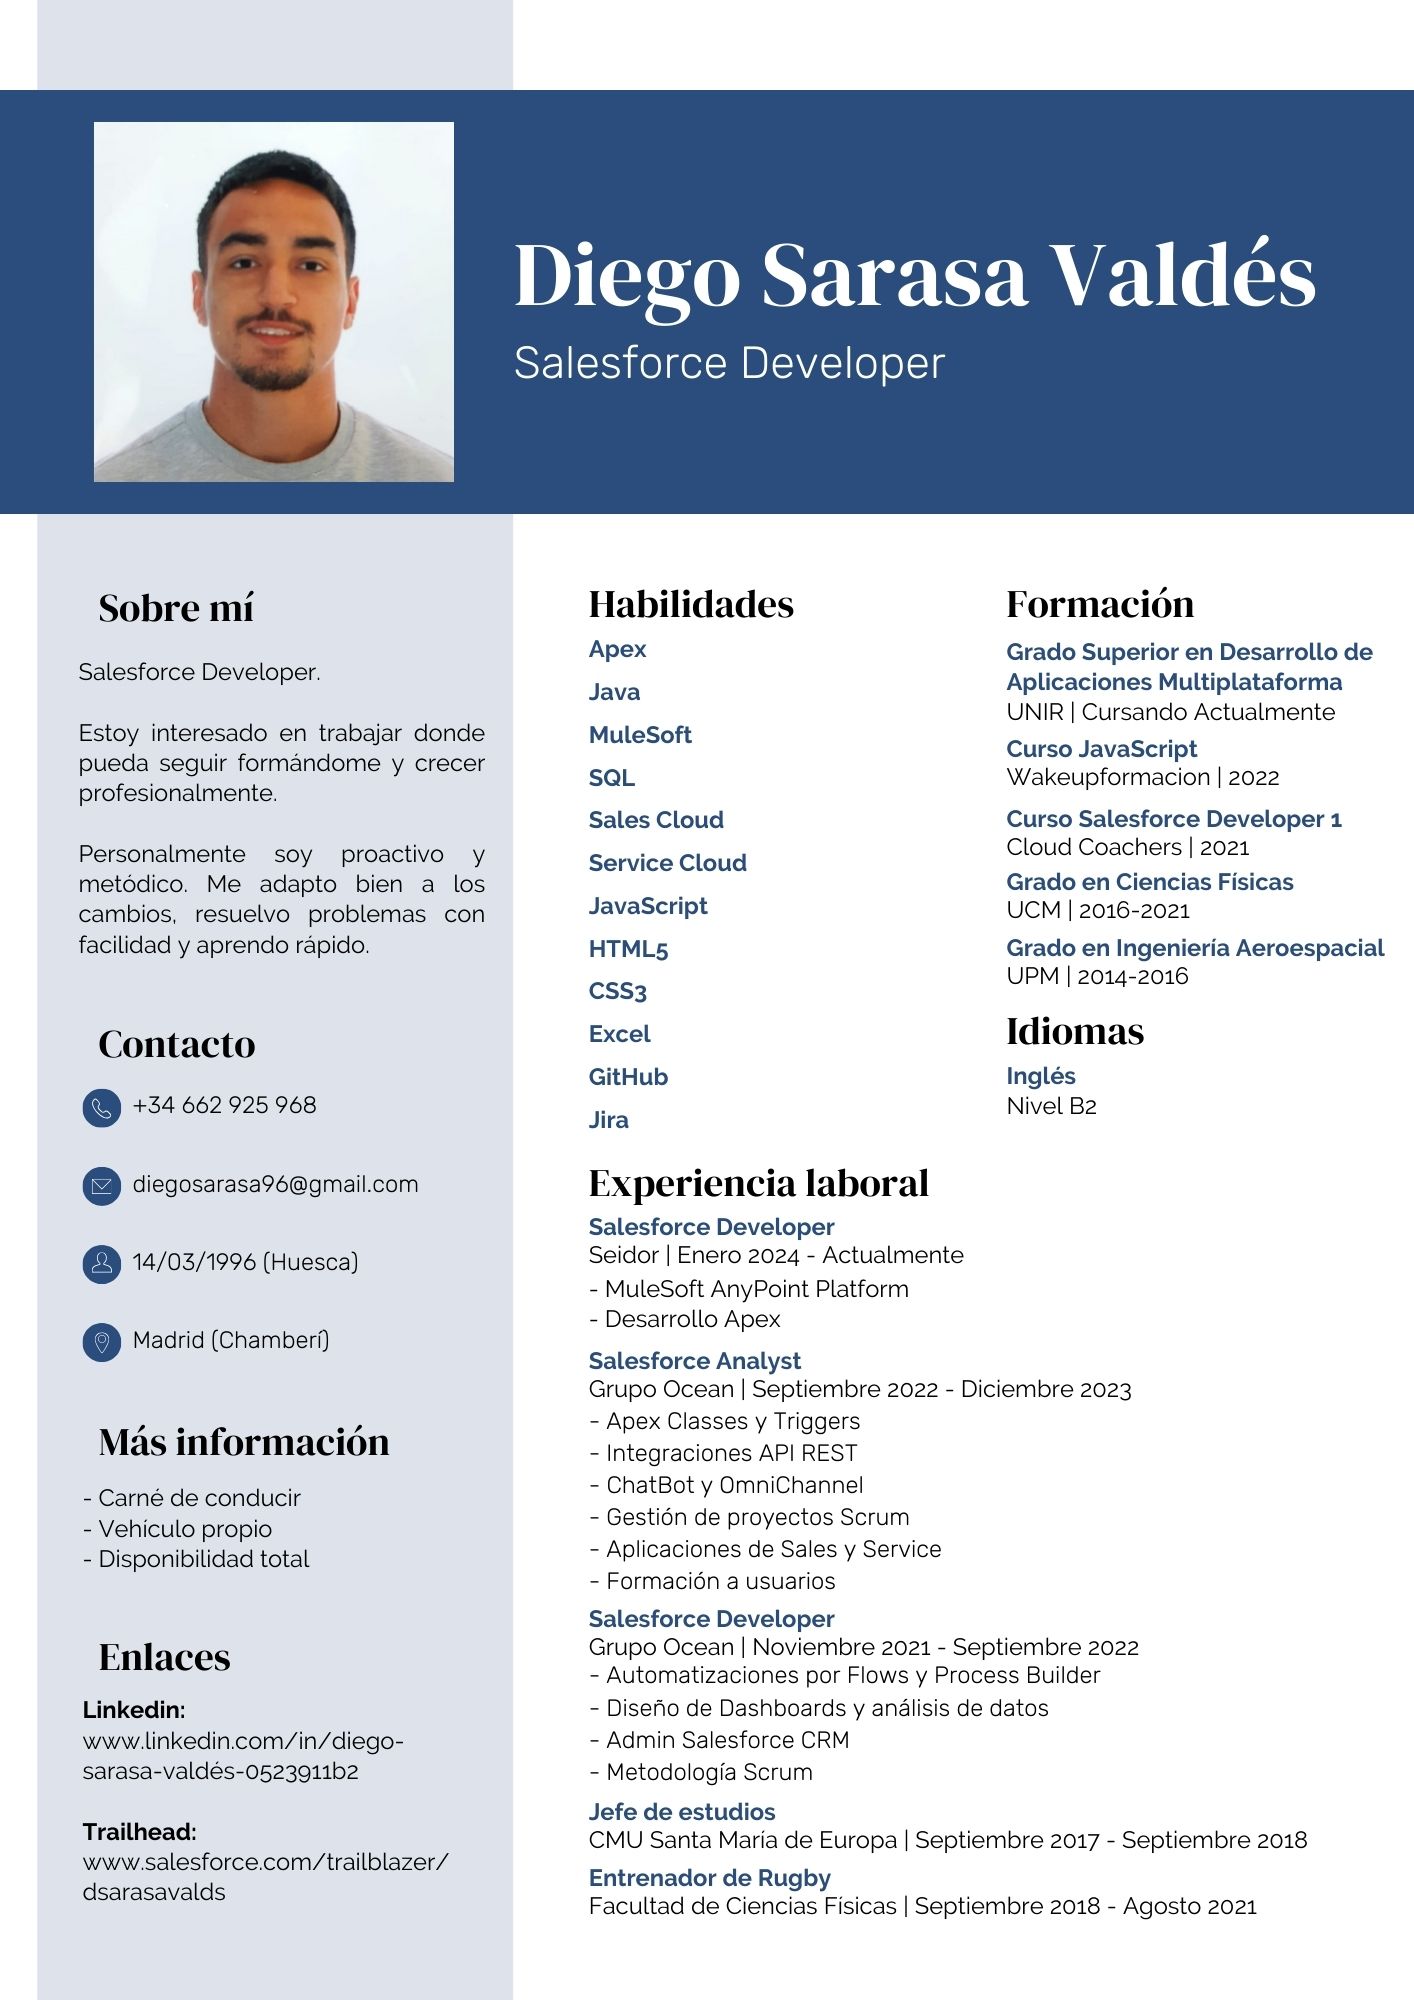 Diego Sarasa Valdés
Salesforce Developer
Sobre mí
Salesforce Developer.
Estoy interesado en trabajar donde
pueda seguir formándome y crecer
profesionalmente.
Personalmente soy proactivo y
metódico. Me adapto bien a los
cambios, resuelvo problemas con
facilidad y aprendo rápido.
Contacto
+34 662 925 968
diegosarasa96@gmail.com
14/03/1996 (Huesca)
Madrid (Chamberí)
Más información
- Carné de conducir
- Vehículo propio
- Disponibilidad total
Enlaces
Linkedin:
www.linkedin.com/in/diego-
sarasa-valdés-0523911b2
Trailhead:
www.salesforce.com/trailblazer/
dsarasavalds
Habilidades
Apex
Java
MuleSoft
SQL
Sales Cloud
Service Cloud
JavaScript
HTML5
CSS3
Excel
GitHub
Jira
Formación
Grado Superior en Desarrollo de
Aplicaciones Multiplataforma
UNIR | Cursando Actualmente
Curso JavaScript
Wakeupformacion | 2022
Curso Salesforce Developer 1
Cloud Coachers | 2021
Grado en Ciencias Físicas
UCM | 2016-2021
Grado en Ingeniería Aeroespacial
UPM | 2014-2016
Idiomas
Inglés
Nivel B2
Experiencia laboral
Salesforce Developer
Seidor | Enero 2024 - Actualmente
- MuleSoft AnyPoint Platform
- Desarrollo Apex
Salesforce Analyst
Grupo Ocean | Septiembre 2022 - Diciembre 2023
- Apex Classes y Triggers
- Integraciones API REST
- ChatBot y OmniChannel
- Gestión de proyectos Scrum
- Aplicaciones de Sales y Service
- Formación a usuarios
Salesforce Developer
Grupo Ocean | Noviembre 2021 - Septiembre 2022
- Automatizaciones por Flows y Process Builder
- Diseño de Dashboards y análisis de datos
- Admin Salesforce CRM
- Metodología Scrum
Jefe de estudios
CMU Santa María de Europa | Septiembre 2017 - Septiembre 2018
Entrenador de Rugby
Facultad de Ciencias Físicas | Septiembre 2018 - Agosto 2021